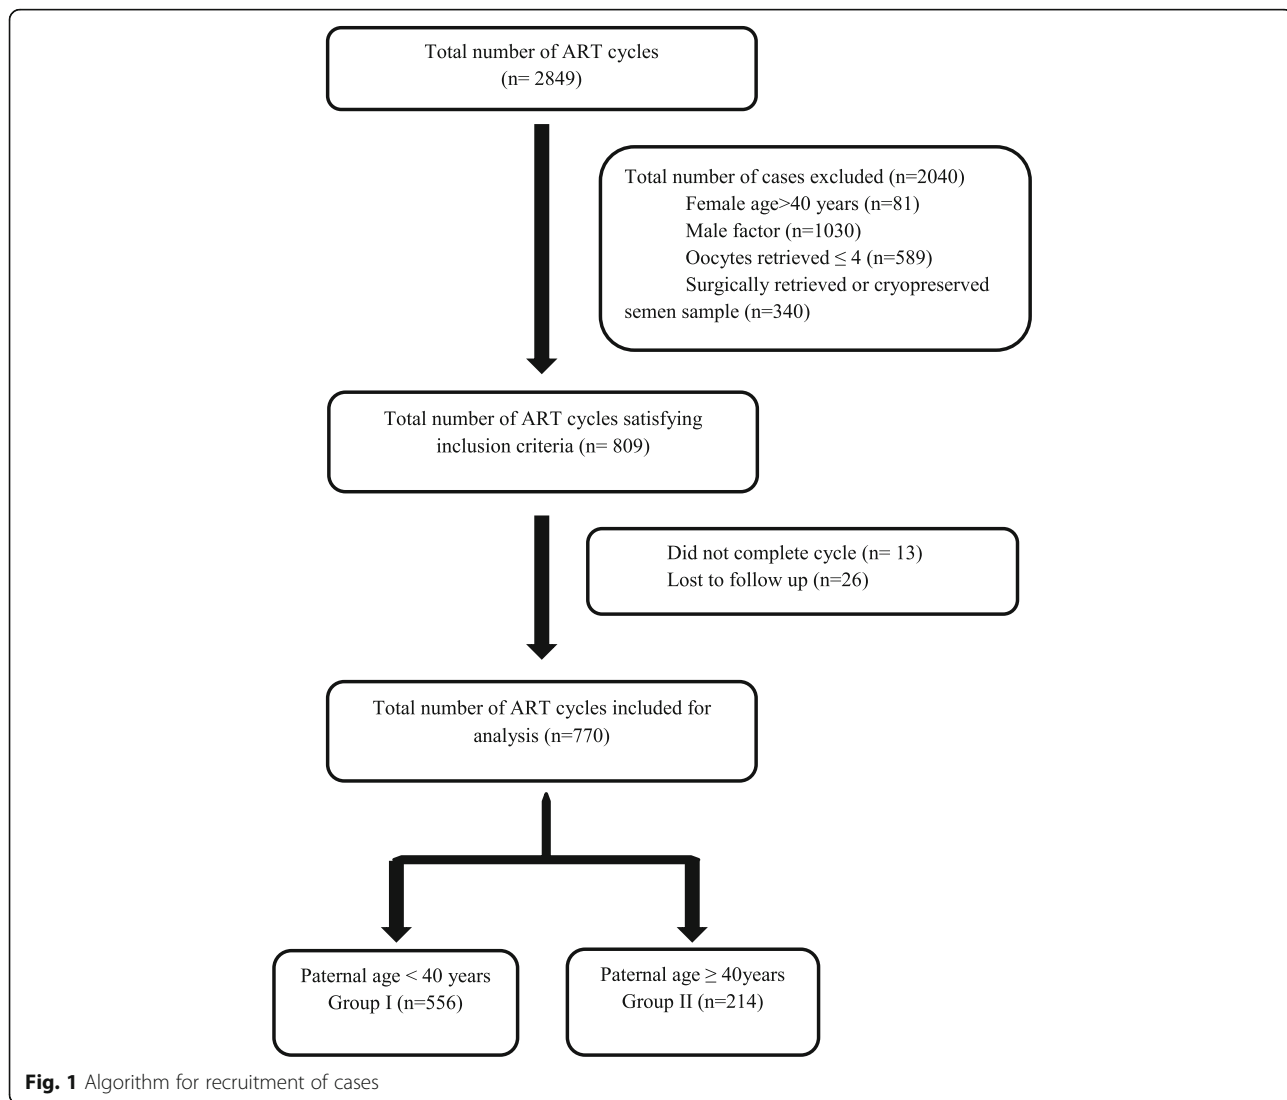 Total number of ART cycles
(n= 2849)
Total number of cases excluded (n=2040)
Female age>40 years (n=81)
Male factor (n=1030)
Oocytes retrieved ≤ 4 (n=589)
Surgically retrieved or cryopreserved
semen sample (n=340)
Total number of ART cycles satisfying
inclusion criteria (n= 809)
Did not complete cycle (n= 13)
Lost to follow up (n=26)
Total number of ART cycles included for
analysis (n=770)
Paternal age < 40 years
Group I (n=556)
Paternal age ≥ 40years
Group II (n=214)
Fig. 1 Algorithm for recruitment of cases